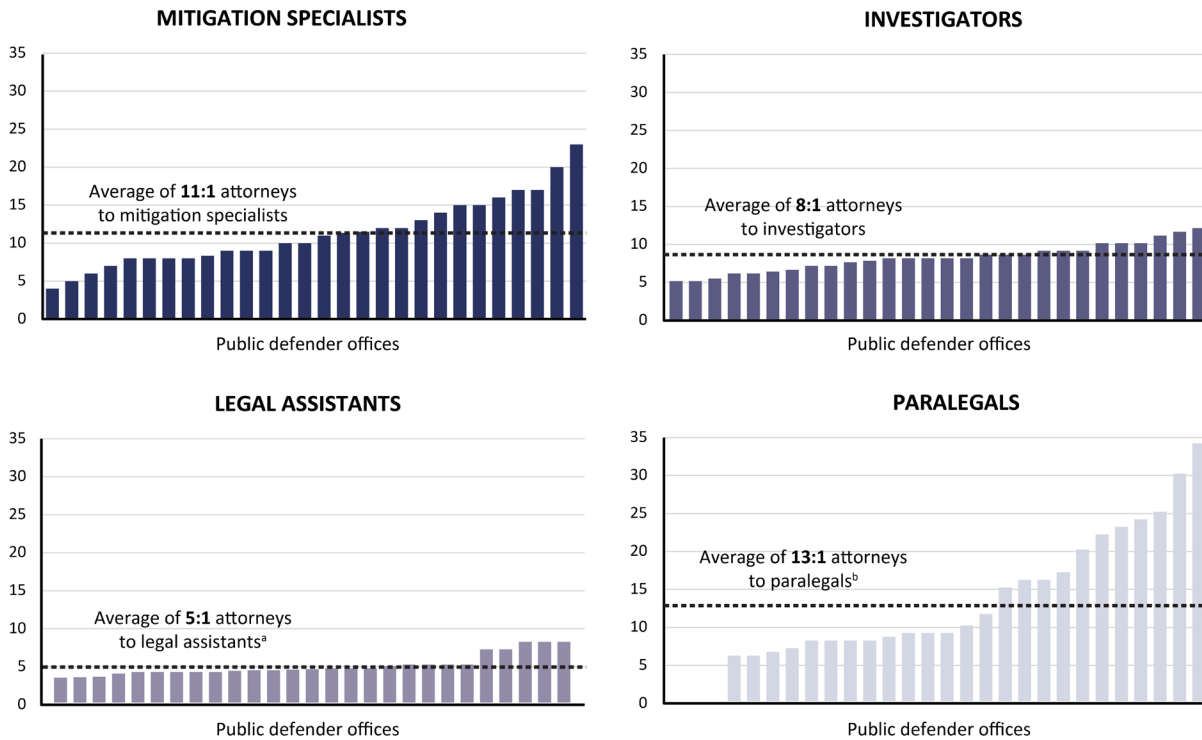 MITIGATION SPECIALISTS
35
30
25
20
15
10
5
0
Average of 11:1 attorneys
to mitigation specialists
Public defender offices
INVESTIGATORS
35
30
25
20
15
10
5
0
Average of 8:1 attorneys
to investigators
Public defender offices
LEGAL ASSISTANTS
35
30
25
20
15
10
5
0
Average of 5:1 attorneys
to legal assistantsᵃ
Public defender offices
PARALEGALS
35
30
25
20
15
10
5
0
Average of 13:1 attorneys
to paralegalsᵇ
Public defender offices